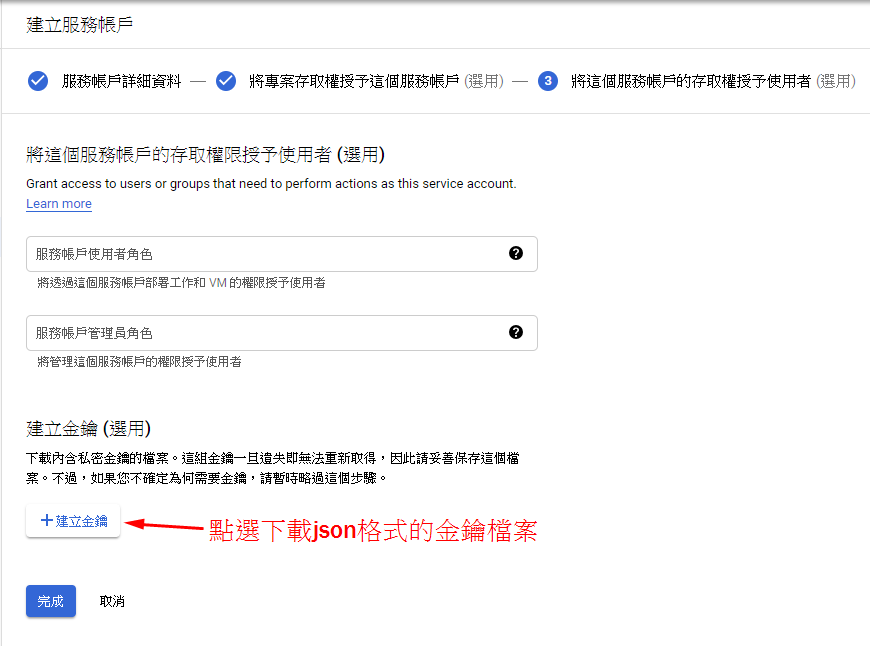 建立服務帳戶
服務帳戶詳細資料 — 將專案存取權授予這個服務帳戶 (選用) — 3 將這個服務帳戶的存取權授予使用者 (選用)
將這個服務帳戶的存取權限授予使用者 (選用)
Grant access to users or groups that need to perform actions as this service account.
Learn more
服務帳戶使用者角色
將透過這個服務帳戶部署工作和 VM 的權限授予使用者
服務帳戶管理員角色
將管理這個服務帳戶的權限授予使用者
建立金鑰 (選用)
下載內含私密金鑰的檔案。這組金鑰一旦遺失即無法重新取得，因此請妥善保存這個檔
案。不過，如果您不確定為何需要金鑰，請暫時略過這個步驟。
+建立金鑰
點選下載json格式的金鑰檔案
完成 取消